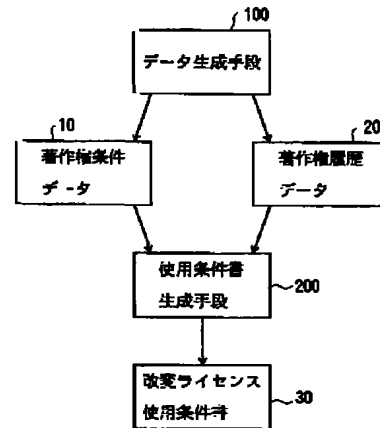 100
データ生成手段
10
著作権条件
データ
20
著作権履歴
データ
使用条件書
生成手段
200
改変ライセンス
使用条件書
30